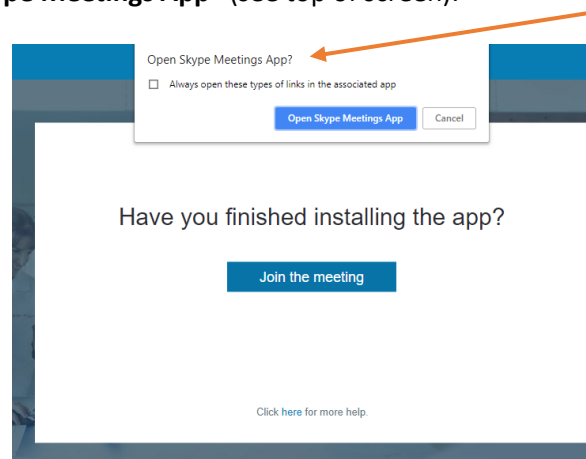 pe Meetings App" (see top of screen).
Open Skype Meetings App?
Always open these types of links in the associated app
Open Skype Meetings App Cancel
Have you finished installing the app?
Join the meeting
Click here for more help.